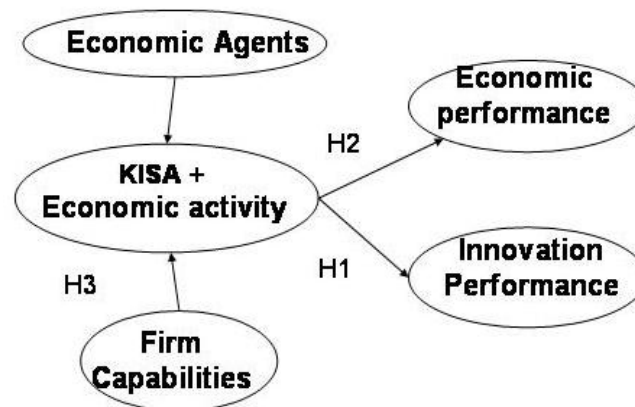 Economic Agents
Economic
performance
H2
KISA +
Economic activity
Innovation
Performance
H1
H3
Firm
Capabilities